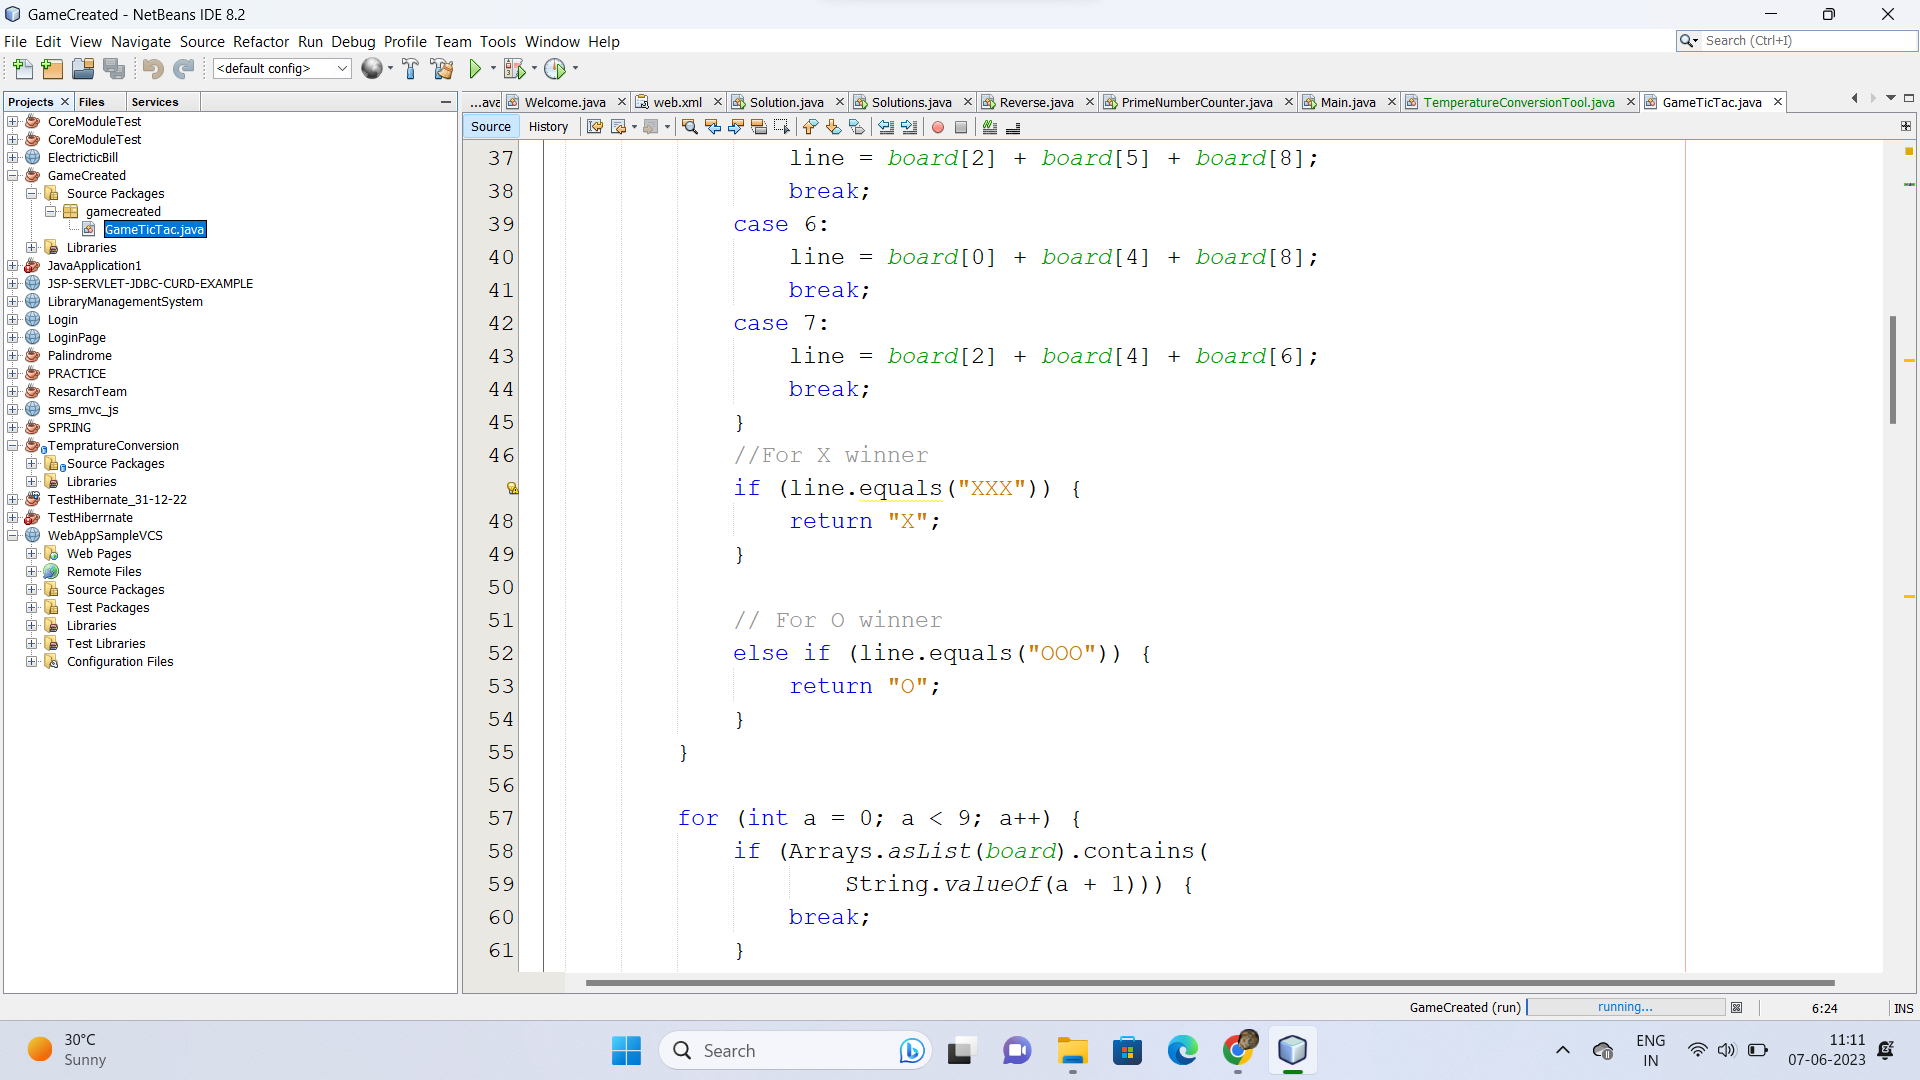 GameCreated - NetBeans IDE 8.2
File Edit View Navigate Source Refactor Run Debug Profile Team Tools Window Help
Search (Ctrl+I)
<default config>
Projects Files Services
...ava Welcome.java web.xml Solution.java Solutions.java Reverse.java PrimeNumberCounter.java Main.java TemperatureConversionTool.java GameTicTac.java
Source History
CoreModuleTest
CoreModuleTest
ElectricticBill
GameCreated
Source Packages
gamecreated
GameTicTac.java
Libraries
JavaApplication1
JSP-SERVLET-JDBC-CURD-EXAMPLE
LibraryManagementSystem
Login
LoginPage
Palindrome
PRACTICE
ResarchTeam
sms_mvc_js
SPRING
TempratureConversion
Source Packages
Libraries
TestHibernate_31-12-22
TestHiberrnate
WebAppSampleVCS
Web Pages
Remote Files
Source Packages
Test Packages
Libraries
Test Libraries
Configuration Files
37 line = board[2] + board[5] + board[8];
38 break;
39 case 6:
40 line = board[0] + board[4] + board[8];
41 break;
42 case 7:
43 line = board[2] + board[4] + board[6];
44 break;
45 }
46 //For X winner
if (line.equals("XXX")) {
48 return "X";
49 }
50
51 // For O winner
52 else if (line.equals("OOO")) {
53 return "O";
54 }
55 }
56
57 for (int a = 0; a < 9; a++) {
58 if (Arrays.asList(board).contains(
59 String.valueOf(a + 1))) {
60 break;
61 }
GameCreated (run) running... 6:24 INS
30°C
Sunny
Search
ENG
IN
11:11
07-06-2023